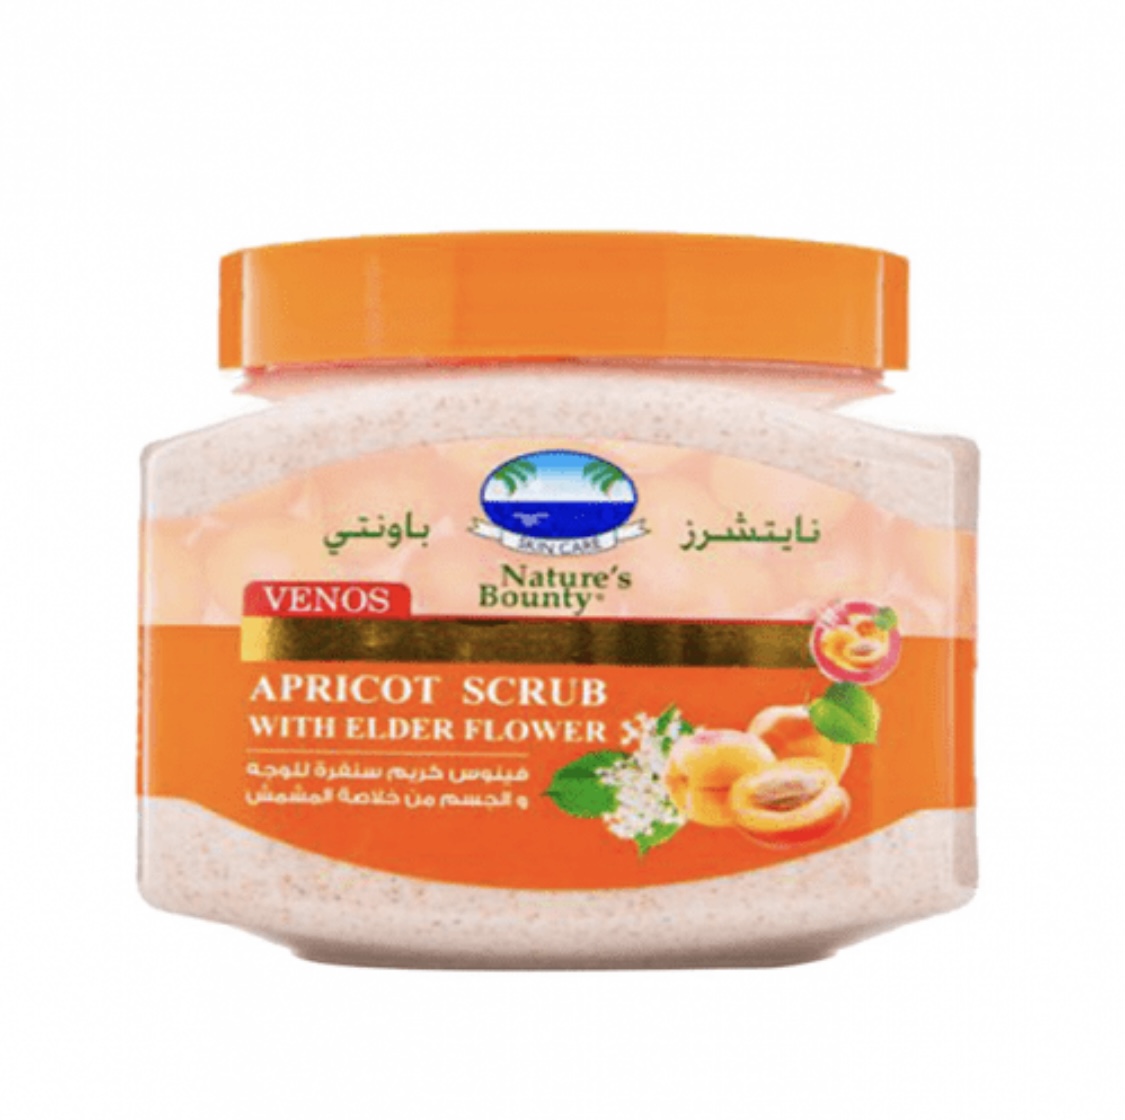 نايتشرز باونتي
SKIN CARE
Nature's
Bounty®
VENOS
APRICOT SCRUB
WITH ELDER FLOWER
فينوس كريم سنفرة للوجه
و الجسم من خلاصة المشمش